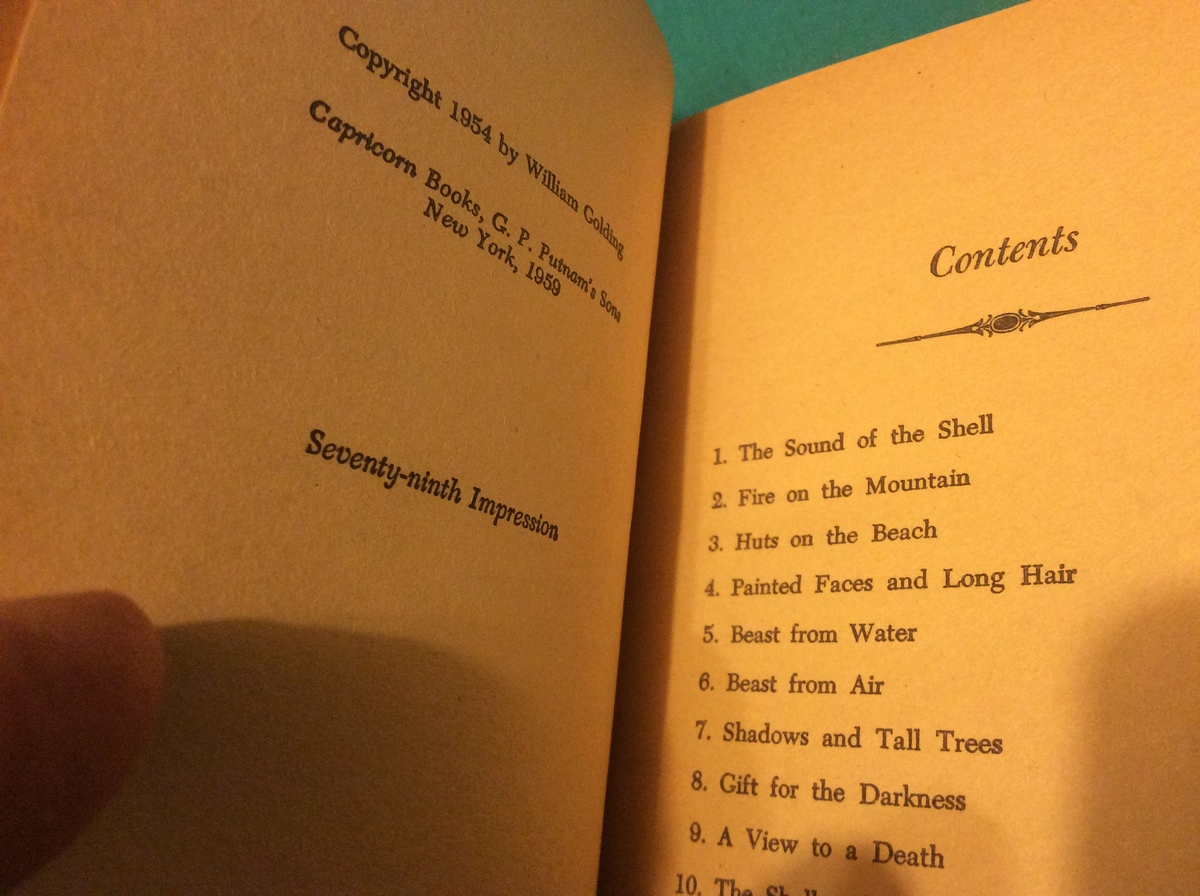 Copyright 1954 by William Golding
Capricorn Books, G. P. Putnam's Sons
New York, 1959
Seventy-ninth Impression
Contents
1. The Sound of the Shell
2. Fire on the Mountain
3. Huts on the Beach
4. Painted Faces and Long Hair
5. Beast from Water
6. Beast from Air
7. Shadows and Tall Trees
8. Gift for the Darkness
9. A View to a Death
10. The Shell